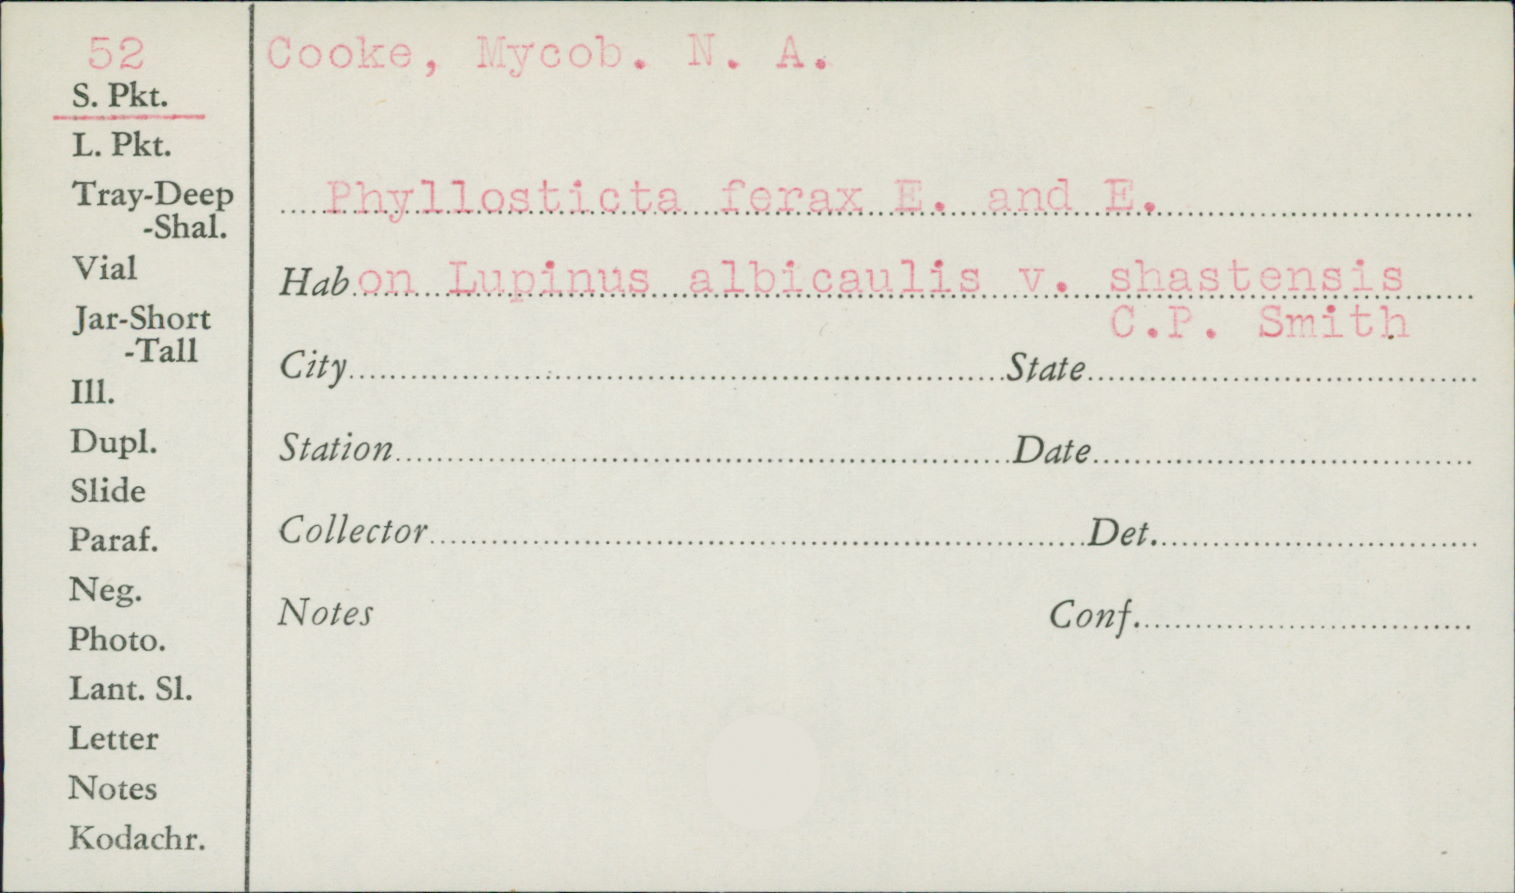 52
S. Pkt.
L. Pkt.
Tray-Deep
-Shal.
Vial
Jar-Short
-Tall
Ill.
Dupl.
Slide
Paraf.
Neg.
Photo.
Lant. Sl.
Letter
Notes
Kodachr.
Cooke, Mycob. N. A.
Phyllosticta ferax E. and E.
Hab on Lupinus albicaulis v. shastensis
C.P. Smith
City State
Station Date
Collector Det.
Notes Conf.